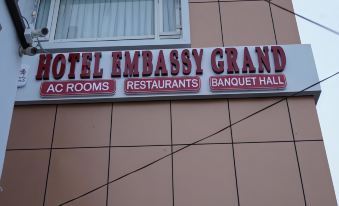 HOTEL EMBASSY GRAND
AC ROOMS RESTAURANTS BANQUET HALL